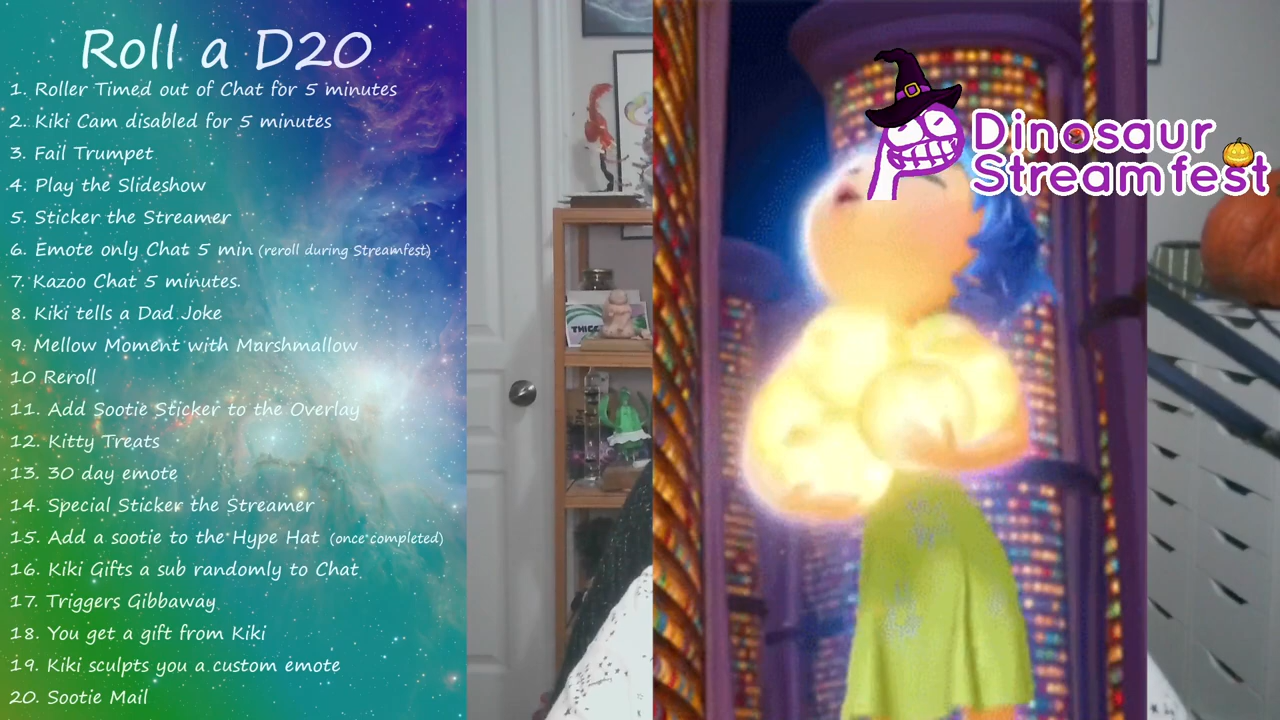 Roll a D20
1. Roller Timed out of Chat for 5 minutes
2. Kiki Cam disabled for 5 minutes
3. Fail Trumpet
4. Play the Slideshow
5. Sticker the Streamer
6. Emote only Chat 5 min (reroll during Streamfest)
7. Kazoo Chat 5 minutes.
8. Kiki tells a Dad Joke
9. Mellow Moment with Marshmallow
10 Reroll
11. Add Sootie Sticker to the Overlay
12. Kitty Treats
13. 30 day emote
14. Special Sticker the Streamer
15. Add a sootie to the Hype Hat (once completed)
16. Kiki Gifts a sub randomly to Chat
17. Triggers Gibbaway
18. You get a gift from Kiki
19. Kiki sculpts you a custom emote
20. Sootie Mail
THICC
Dinosaur
Streamfest